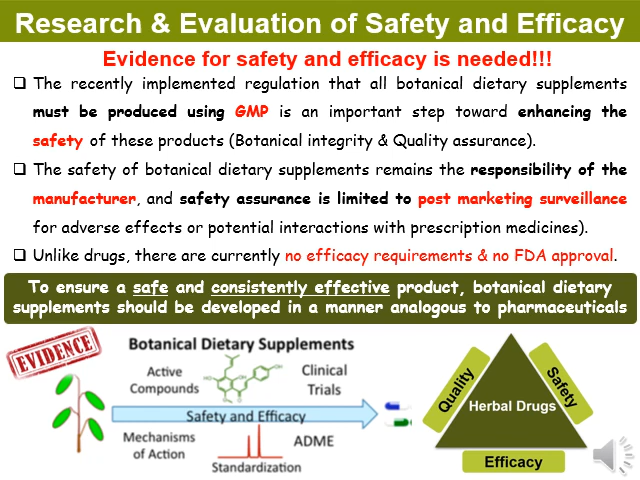 Research & Evaluation of Safety and Efficacy
Evidence for safety and efficacy is needed!!!
❑ The recently implemented regulation that all botanical dietary supplements
must be produced using GMP is an important step toward enhancing the
safety of these products (Botanical integrity & Quality assurance).
❑ The safety of botanical dietary supplements remains the responsibility of the
manufacturer, and safety assurance is limited to post marketing surveillance
for adverse effects or potential interactions with prescription medicines).
❑ Unlike drugs, there are currently no efficacy requirements & no FDA approval.
To ensure a safe and consistently effective product, botanical dietary
supplements should be developed in a manner analogous to pharmaceuticals
EVIDENCE
Botanical Dietary Supplements
Active
Compounds
Clinical
Trials
Safety and Efficacy
Mechanisms
of Action
ADME
Standardization
Quality
Safety
Herbal Drugs
Efficacy